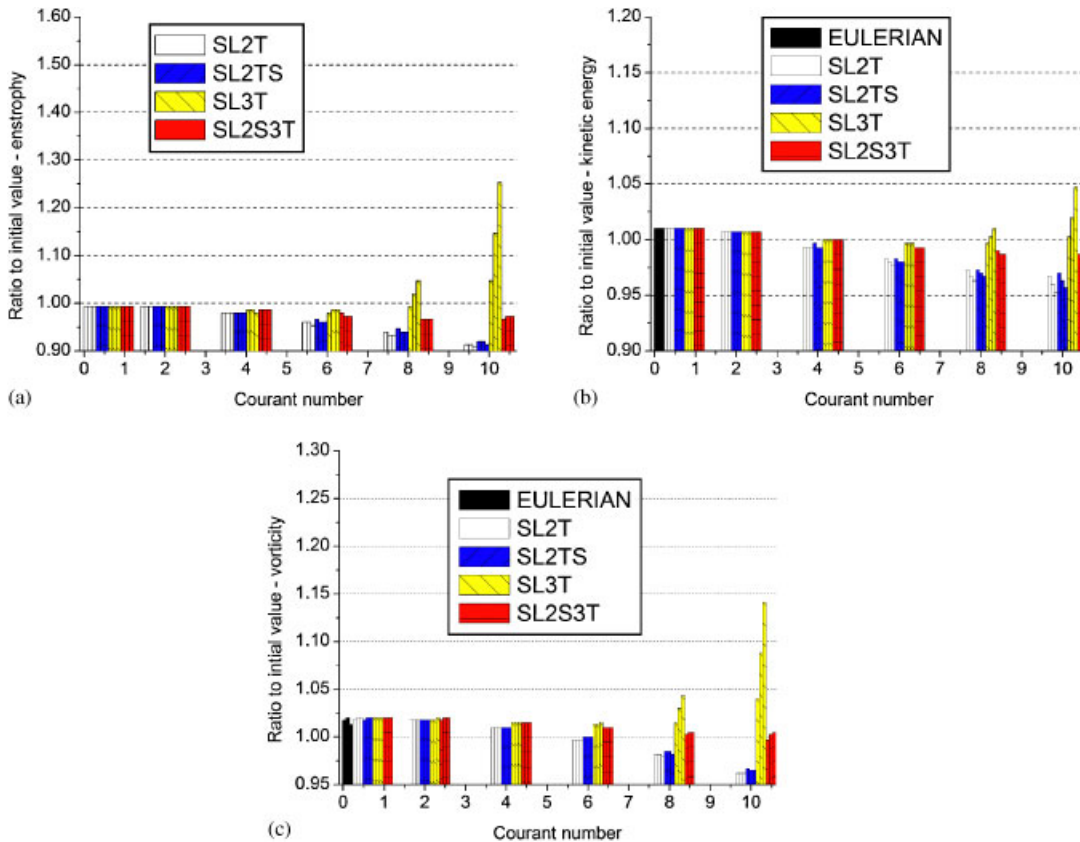 1.60
1.50
1.40
1.30
1.20
1.10
1.00
0.90
Ratio to initial value - enstrophy
SL2T
SL2TS
SL3T
SL2S3T
0 1 2 3 4 5 6 7 8 9 10
Courant number
(a)
1.20
1.15
1.10
1.05
1.00
0.95
0.90
Ratio to initial value - kinetic energy
EULERIAN
SL2T
SL2TS
SL3T
SL2S3T
0 1 2 3 4 5 6 7 8 9 10
Courant number
(b)
1.30
1.25
1.20
1.15
1.10
1.05
1.00
0.95
Ratio to intial value - vorticity
EULERIAN
SL2T
SL2TS
SL3T
SL2S3T
0 1 2 3 4 5 6 7 8 9 10
Courant number
(c)